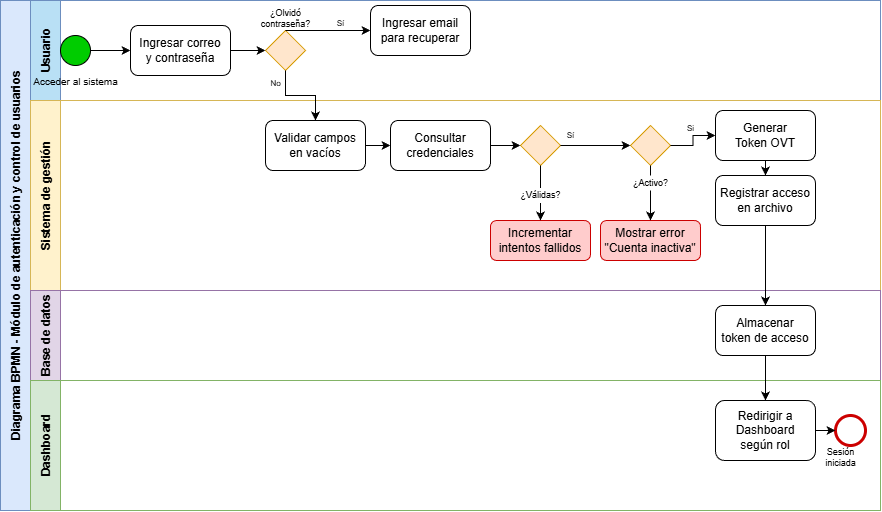 Diagrama BPMN - Módulo de autenticación y control de usuarios
Usuario
Acceder al sistema
Ingresar correo
y contraseña
¿Olvidó
contraseña?
Sí
Ingresar email
para recuperar
No
Sistema de gestión
Validar campos
en vacíos
Consultar
credenciales
Sí
¿Válidas?
Incrementar
intentos fallidos
Si
¿Activo?
Mostrar error
"Cuenta inactiva"
Generar
Token OVT
Registrar acceso
en archivo
Base de datos
Almacenar
token de acceso
Dashboard
Redirigir a
Dashboard
según rol
Sesión
iniciada